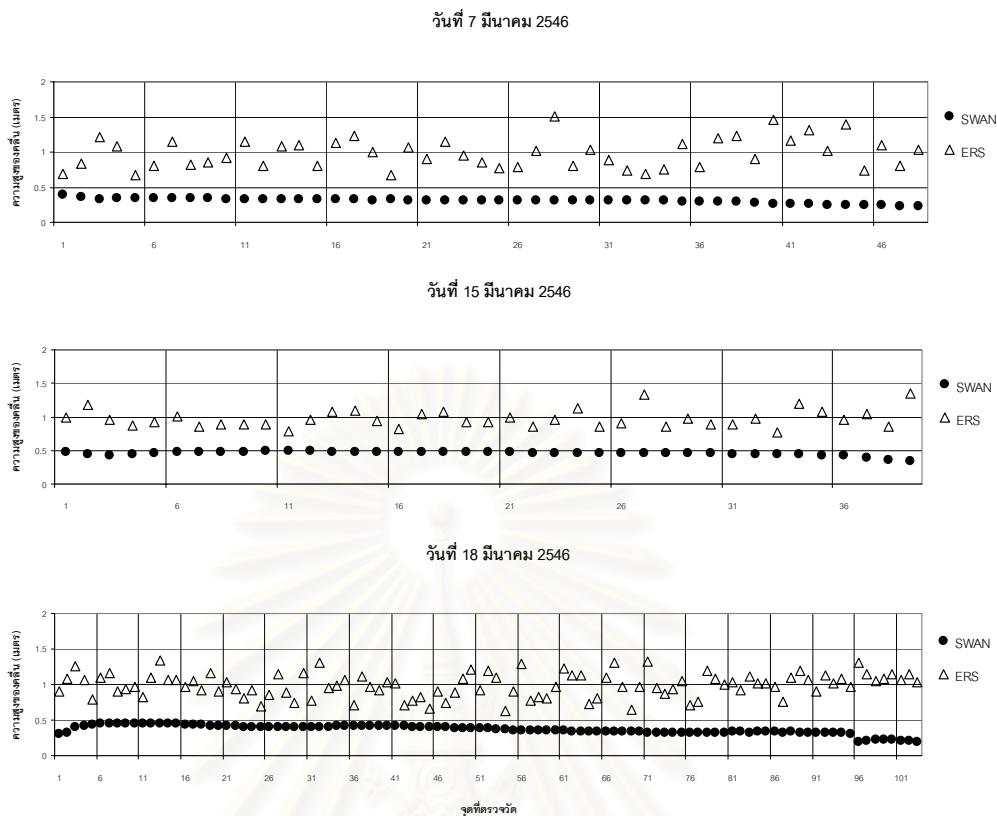 วันที่ 7 มีนาคม 2546
ความสูงของคลื่น (เมตร)
2
1.5
1
0.5
0
1 6 11 16 21 26 31 36 41 46
SWAN
ERS
วันที่ 15 มีนาคม 2546
ความสูงของคลื่น (เมตร)
2
1.5
1
0.5
0
1 6 11 16 21 26 31 36
SWAN
ERS
วันที่ 18 มีนาคม 2546
ความสูงของคลื่น (เมตร)
2
1.5
1
0.5
0
1 6 11 16 21 26 31 36 41 46 51 56 61 66 71 76 81 86 91 96 101
SWAN
ERS
จุดที่ตรวจวัด